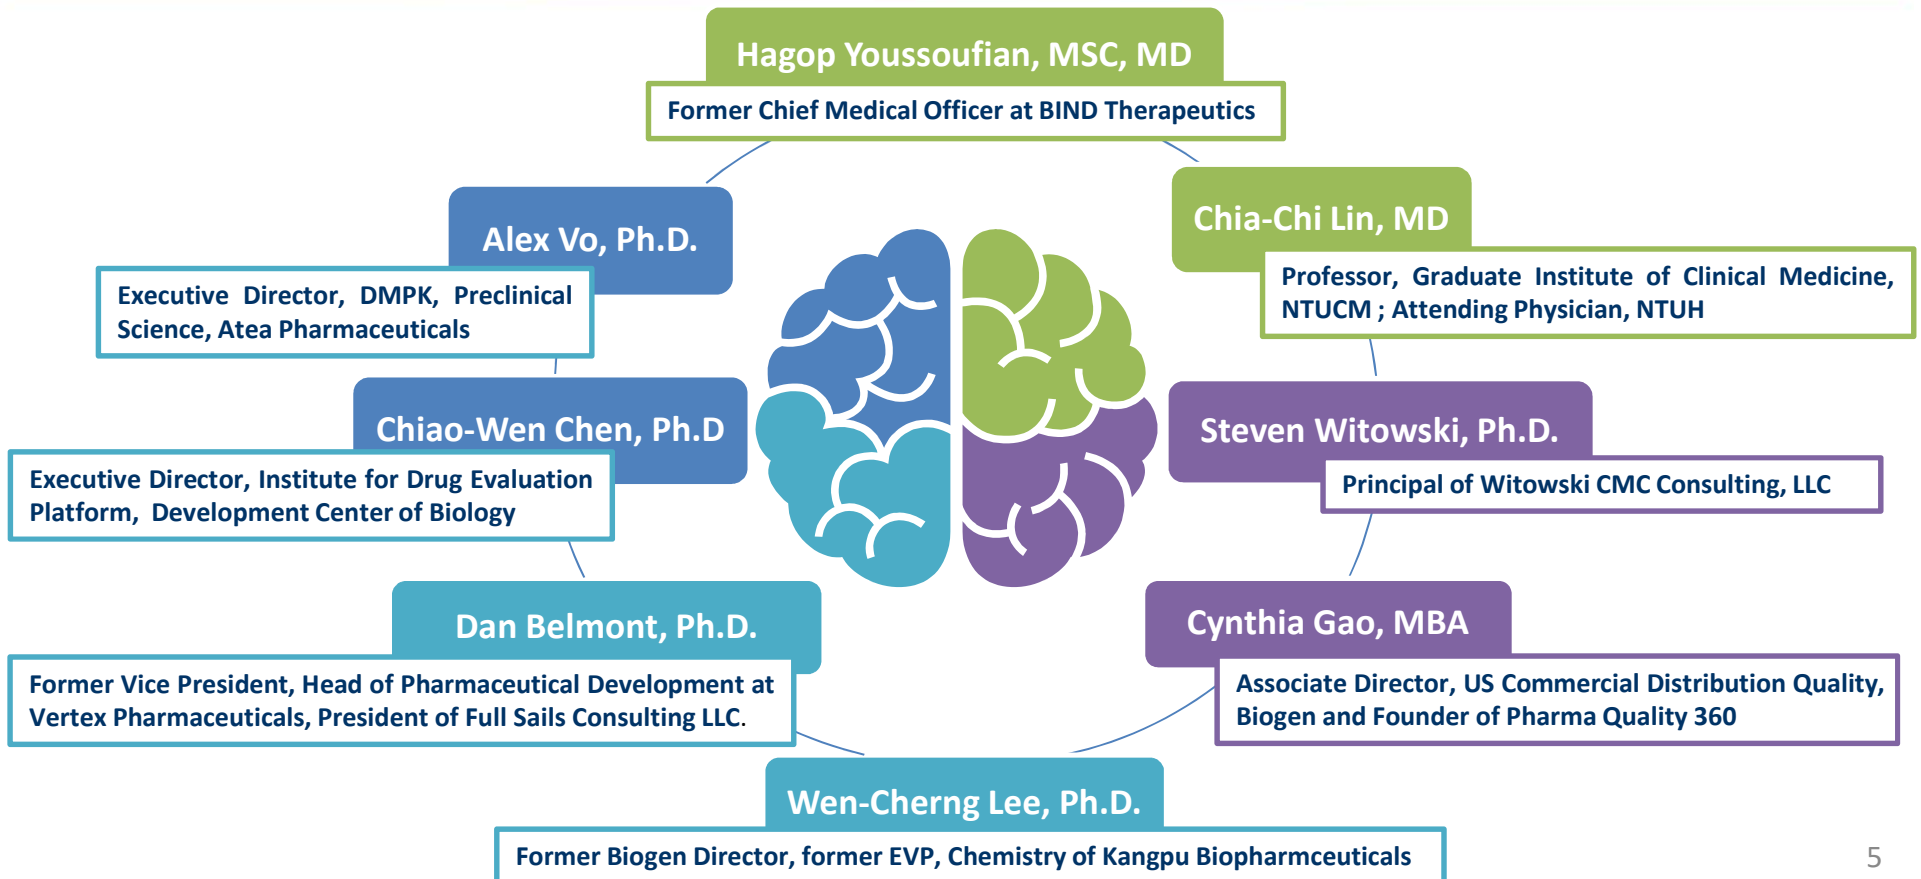 Hagop Youssoufian, MSC, MD
Former Chief Medical Officer at BIND Therapeutics
Alex Vo, Ph.D.
Executive Director, DMPK, Preclinical
Science, Atea Pharmaceuticals
Chia-Chi Lin, MD
Professor, Graduate Institute of Clinical Medicine,
NTUCM ; Attending Physician, NTUH
Chiao-Wen Chen, Ph.D
Executive Director, Institute for Drug Evaluation
Platform, Development Center of Biology
Steven Witowski, Ph.D.
Principal of Witowski CMC Consulting, LLC
Dan Belmont, Ph.D.
Former Vice President, Head of Pharmaceutical Development at
Vertex Pharmaceuticals, President of Full Sails Consulting LLC.
Cynthia Gao, MBA
Associate Director, US Commercial Distribution Quality,
Biogen and Founder of Pharma Quality 360
Wen-Cherng Lee, Ph.D.
Former Biogen Director, former EVP, Chemistry of Kangpu Biopharmceuticals
5